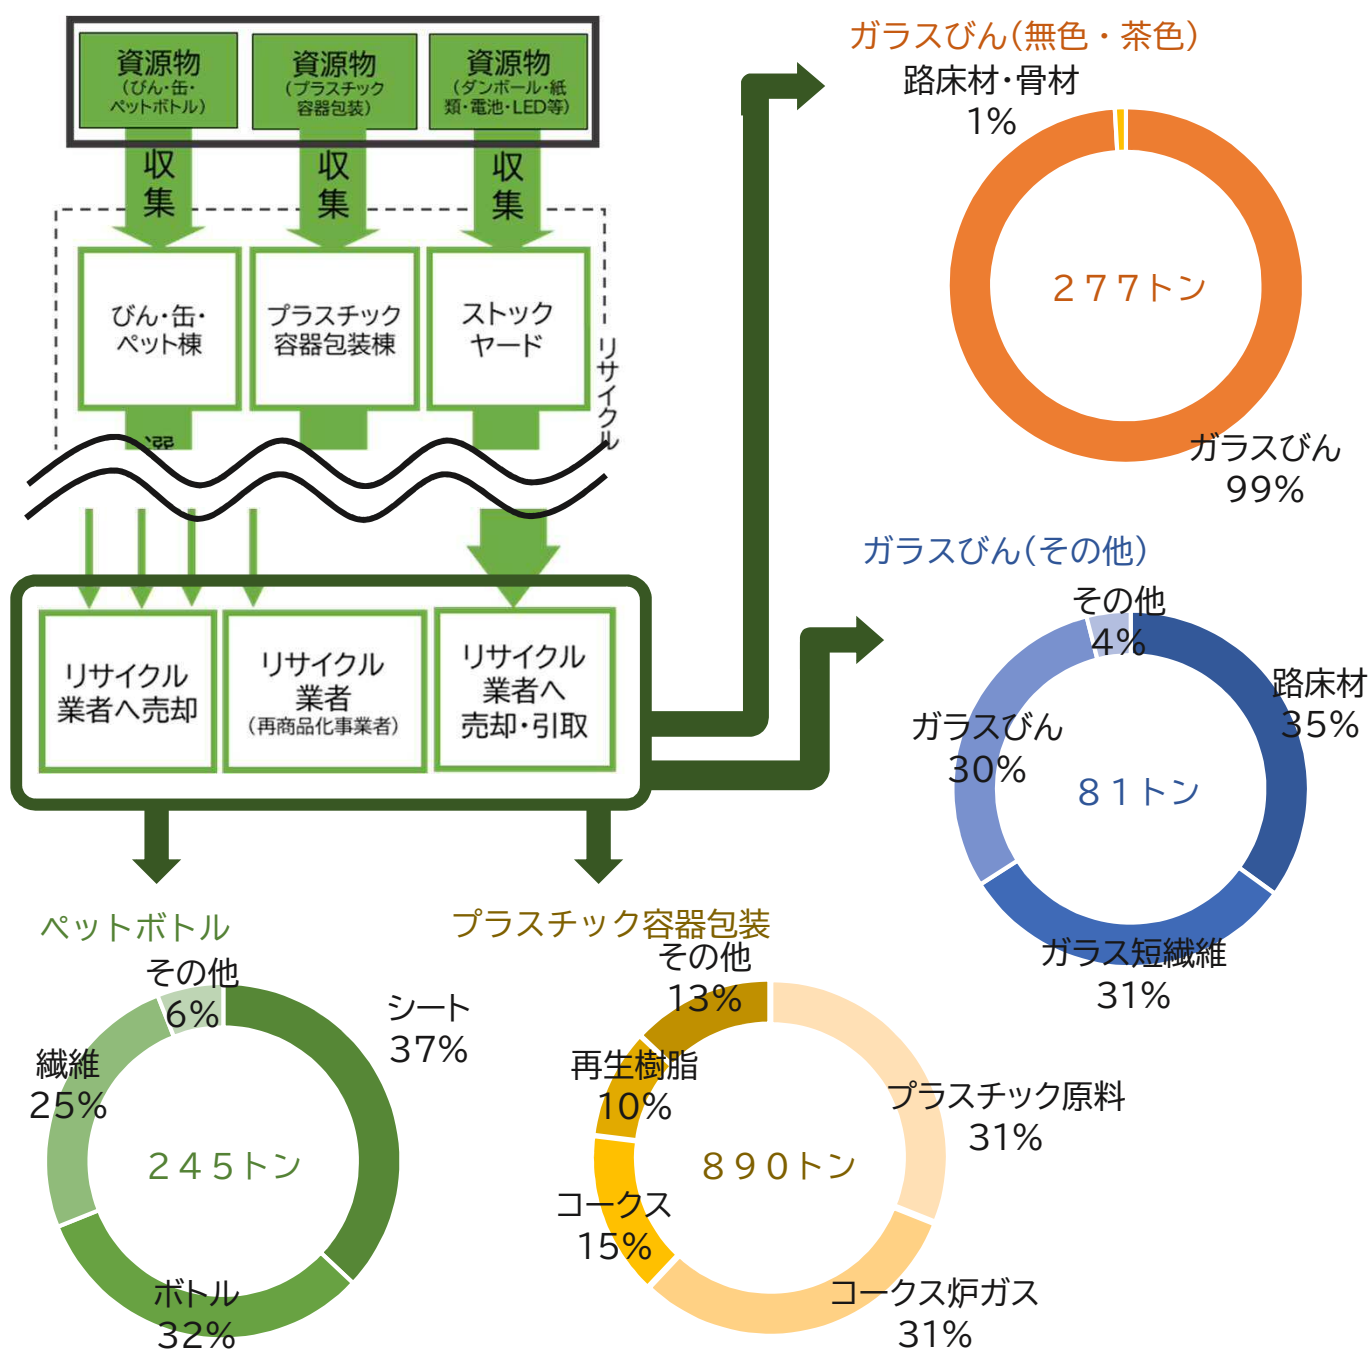 資源物
(びん・缶・
ペットボトル)
資源物
(プラスチック
容器包装)
資源物
(ダンボール・紙
類・電池・LED等)
収
集
収
集
収
集
びん・缶・
ペット棟
プラスチック
容器包装棟
ストック
ヤード
リサイクル
リサイクル
業者へ売却
リサイクル
業者
(再商品化事業者)
リサイクル
業者へ
売却・引取
ガラスびん(無色・茶色)
路床材・骨材
1%
277トン
ガラスびん
99%
ガラスびん(その他)
その他
4%
路床材
35%
ガラスびん
30%
81トン
ガラス短繊維
31%
ペットボトル
その他
6%
シート
37%
繊維
25%
245トン
ボトル
32%
プラスチック容器包装
その他
13%
再生樹脂
10%
プラスチック原料
31%
890トン
コークス
15%
コークス炉ガス
31%